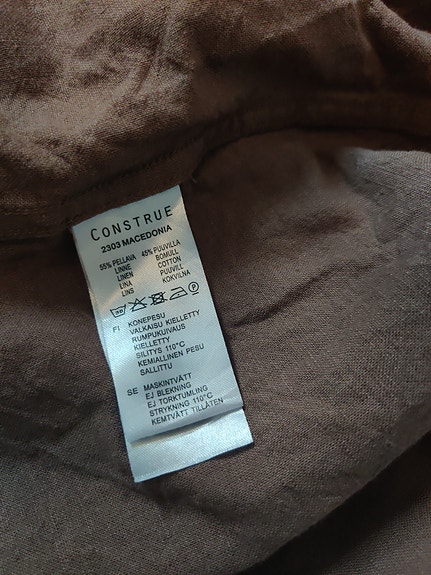 CONSTRUE
2303 MACEDONIA
55% PELLAVA 45% PUUVILLA
LINNE BOMULL
LINEN COTTON
LINA PUUVILL
LINS KOKVILNA
FI KONEPESU
VALKAISU KIELLETTY
RUMPUKUIVAUS
KIELLETTY
SILITYS 110°C
KEMIALLINEN PESU
SALLITTU
SE MASKINTVÄTT
EJ BLEKNING
EJ TORKTUMLING
STRYKNING 110°C
KEMTVÄTT TILLÅTEN